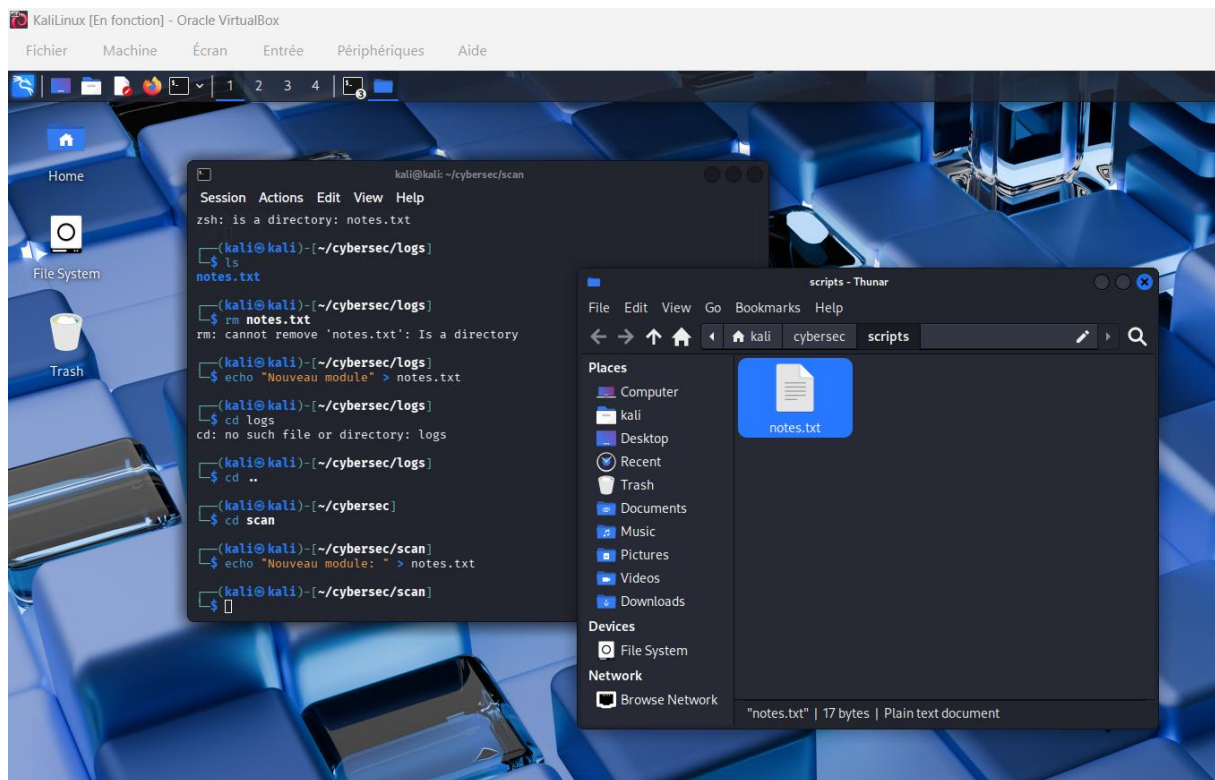 KaliLinux [En fonction] - Oracle VirtualBox
Fichier Machine Écran Entrée Périphériques Aide
1 2 3 4 3
Home
File System
Trash
kali@kali: ~/cybersec/scan
Session Actions Edit View Help
zsh: is a directory: notes.txt
┌──(kali㉿kali)-[~/cybersec/logs]
└─$ ls
notes.txt
┌──(kali㉿kali)-[~/cybersec/logs]
└─$ rm notes.txt
rm: cannot remove 'notes.txt': Is a directory
┌──(kali㉿kali)-[~/cybersec/logs]
└─$ echo "Nouveau module" > notes.txt
┌──(kali㉿kali)-[~/cybersec/logs]
└─$ cd logs
cd: no such file or directory: logs
┌──(kali㉿kali)-[~/cybersec/logs]
└─$ cd ..
┌──(kali㉿kali)-[~/cybersec]
└─$ cd scan
┌──(kali㉿kali)-[~/cybersec/scan]
└─$ echo "Nouveau module: " > notes.txt
┌──(kali㉿kali)-[~/cybersec/scan]
└─$
scripts - Thunar
File Edit View Go Bookmarks Help
kali cybersec scripts
Places
Computer
kali
Desktop
Recent
Trash
Documents
Music
Pictures
Videos
Downloads
Devices
File System
Network
Browse Network
notes.txt
"notes.txt" | 17 bytes | Plain text document